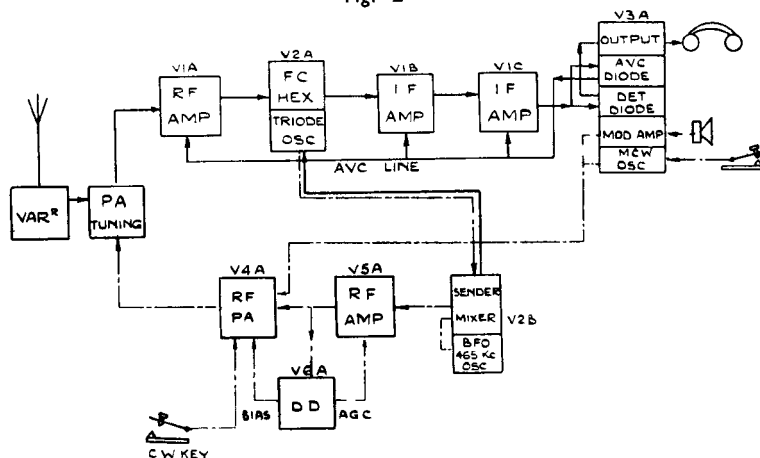 Fig. 2
V3A
OUTPUT
AVC
DIODE
DET
DIODE
MOD AMP
MCW
OSC
V1A
RF
AMP
V2A
FC
HEX
TRIODE
OSC
V1B
IF
AMP
V1C
IF
AMP
AVC LINE
VARR
PA
TUNING
V4A
RF
PA
V5A
RF
AMP
SENDER
MIXER
BFO
465 KC
OSC
V2B
V6A
DD
BIAS
AGC
CW KEY